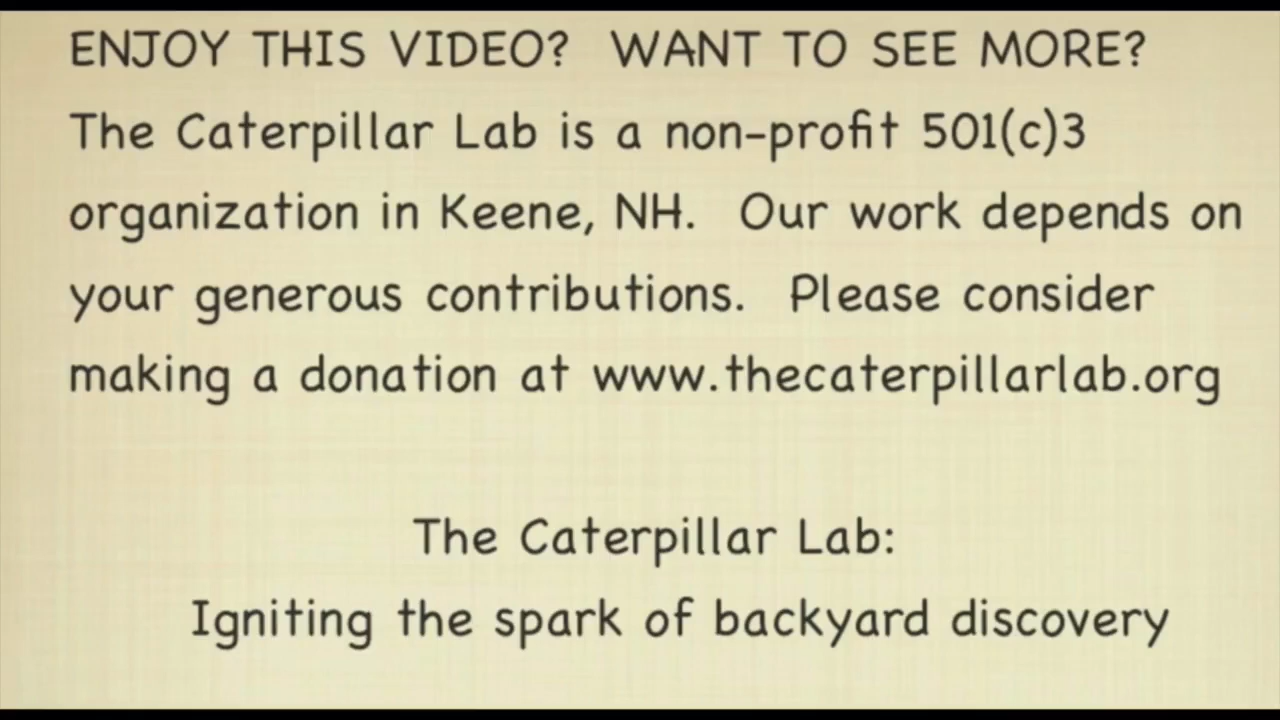 ENJOY THIS VIDEO?  WANT TO SEE MORE?
The Caterpillar Lab is a non-profit 501(c)3
organization in Keene, NH.  Our work depends on
your generous contributions.  Please consider
making a donation at www.thecaterpillarlab.org
The Caterpillar Lab:
Igniting the spark of backyard discovery